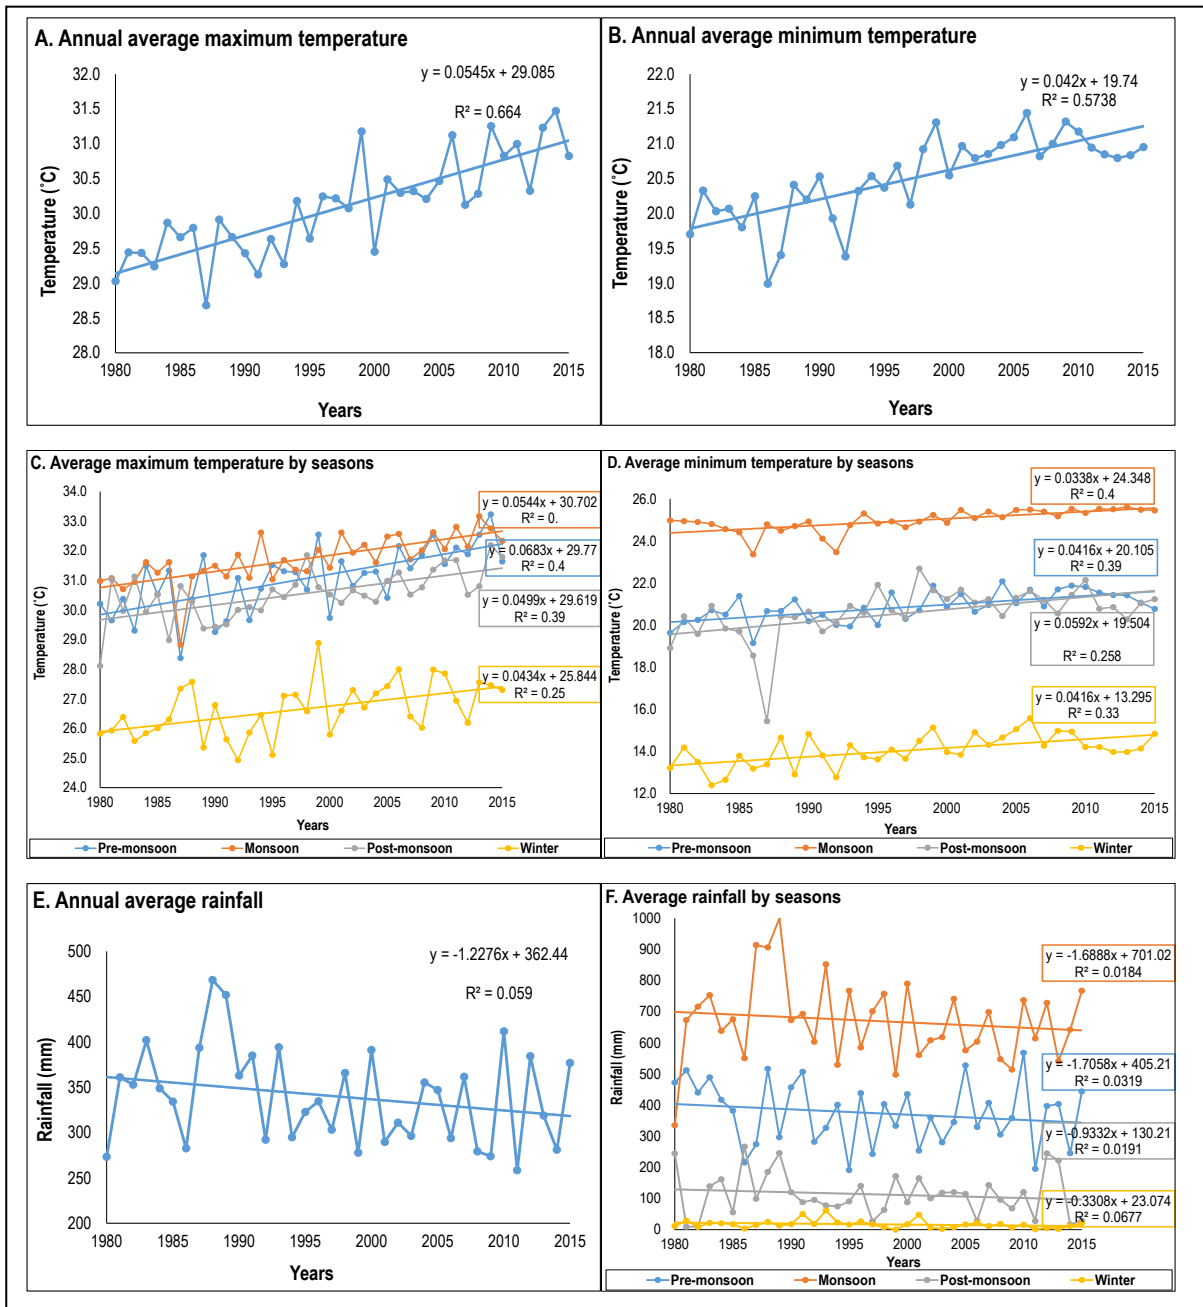 A. Annual average maximum temperature
y = 0.0545x + 29.085
R² = 0.664
32.0
31.5
31.0
30.5
30.0
29.5
29.0
28.5
28.0
Temperature (˚C)
1980 1985 1990 1995 2000 2005 2010 2015
Years
B. Annual average minimum temperature
y = 0.042x + 19.74
R² = 0.5738
22.0
21.5
21.0
20.5
20.0
19.5
19.0
18.5
18.0
Temperature (˚C)
1980 1985 1990 1995 2000 2005 2010 2015
Years
C. Average maximum temperature by seasons
34.0
33.0
32.0
31.0
30.0
29.0
28.0
27.0
26.0
25.0
24.0
Temperature (˚C)
y = 0.0544x + 30.702
R² = 0.
y = 0.0683x + 29.77
R² = 0.4
y = 0.0499x + 29.619
R² = 0.39
y = 0.0434x + 25.844
R² = 0.25
1980 1985 1990 1995 2000 2005 2010 2015
Years
Pre-monsoon Monsoon Post-monsoon Winter
D. Average minimum temperature by seasons
26.0
24.0
22.0
20.0
18.0
16.0
14.0
12.0
Temperature (˚C)
y = 0.0338x + 24.348
R² = 0.4
y = 0.0416x + 20.105
R² = 0.39
y = 0.0592x + 19.504
R² = 0.258
y = 0.0416x + 13.295
R² = 0.33
1980 1985 1990 1995 2000 2005 2010 2015
Years
Pre-monsoon Monsoon Post-monsoon Winter
E. Annual average rainfall
y = -1.2276x + 362.44
R² = 0.059
500
450
400
350
300
250
200
Rainfall (mm)
1980 1985 1990 1995 2000 2005 2010 2015
Years
F. Average rainfall by seasons
1000
900
800
700
600
500
400
300
200
100
0
Rainfall (mm)
y = -1.6888x + 701.02
R² = 0.0184
y = -1.7058x + 405.21
R² = 0.0319
y = -0.9332x + 130.21
R² = 0.0191
y = -0.3308x + 23.074
R² = 0.0677
1980 1985 1990 1995 2000 2005 2010 2015
Years
Pre-monsoon Monsoon Post-monsoon Winter